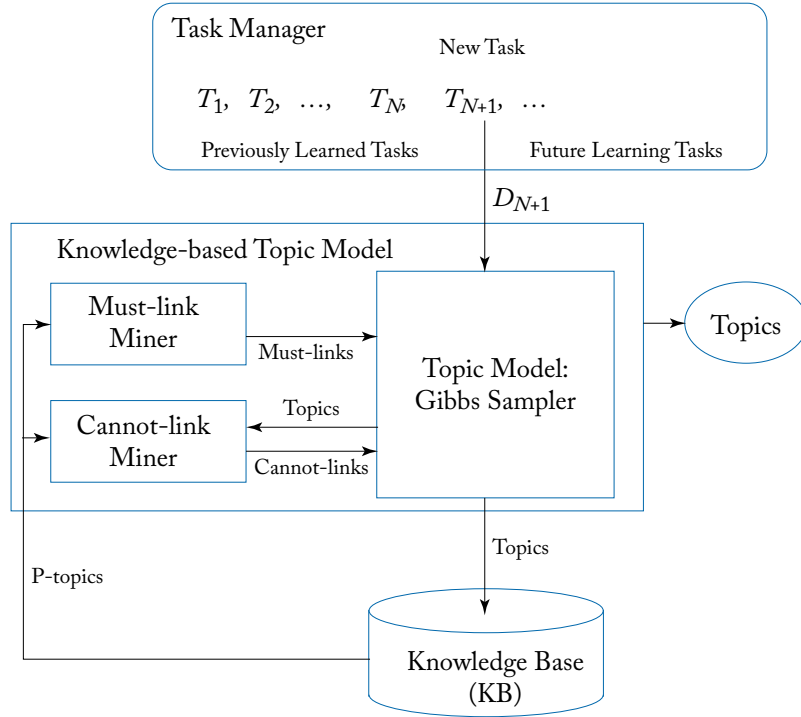 Task Manager
New Task
T1, T2, …, TN, TN+1, …
Previously Learned Tasks
Future Learning Tasks
DN+1
Knowledge-based Topic Model
Must-link
Miner
Must-links
Topic Model:
Gibbs Sampler
Topics
Topics
Cannot-link
Miner
Cannot-links
Topics
P-topics
Knowledge Base
(KB)